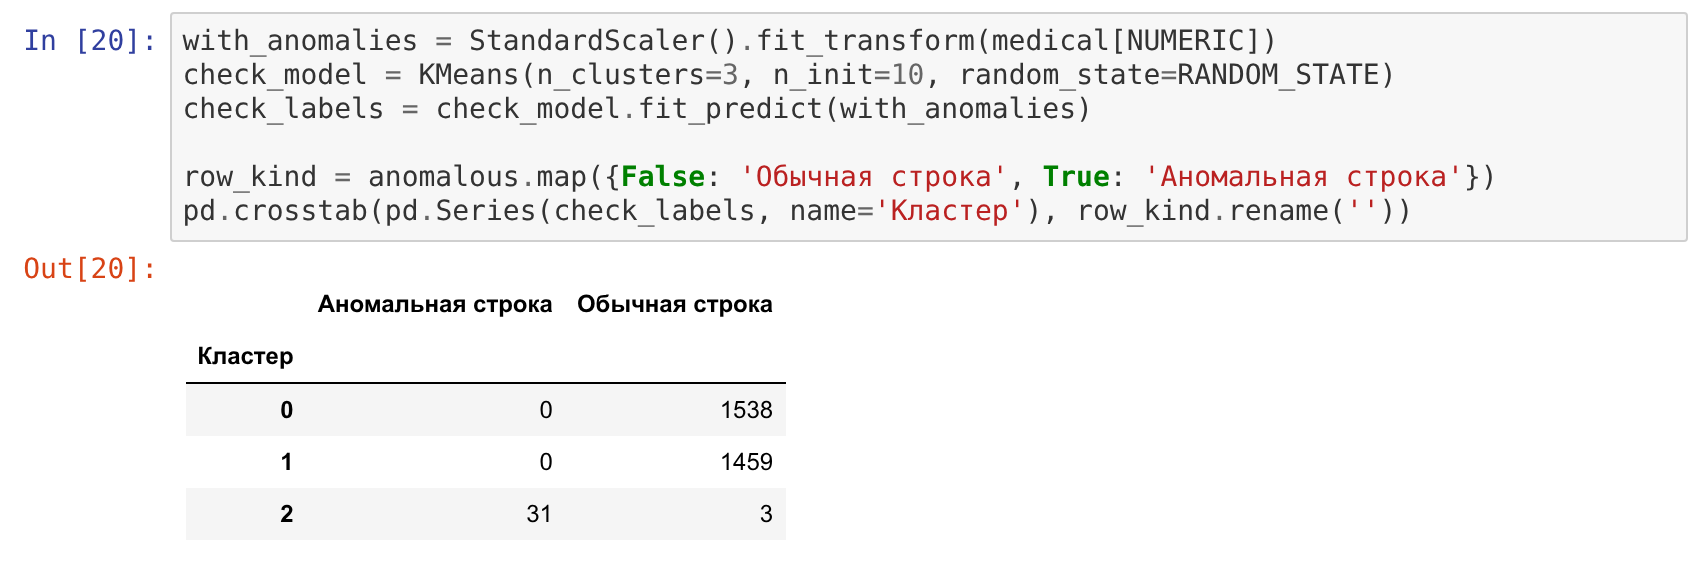 In [20]: with_anomalies = StandardScaler().fit_transform(medical[NUMERIC])
check_model = KMeans(n_clusters=3, n_init=10, random_state=RANDOM_STATE)
check_labels = check_model.fit_predict(with_anomalies)
row_kind = anomalous.map({False: 'Обычная строка', True: 'Аномальная строка'})
pd.crosstab(pd.Series(check_labels, name='Кластер'), row_kind.rename(''))
Out[20]:
Аномальная строка Обычная строка
Кластер
0 0 1538
1 0 1459
2 31 3